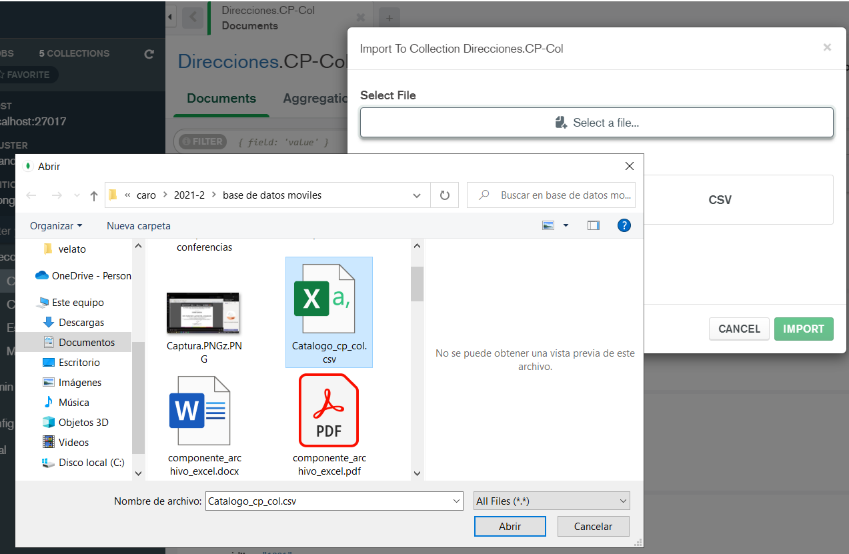 Direcciones.CP-Col
Documents
OBS 5 COLLECTIONS
FAVORITE
Direcciones.CP-Col
Documents
Aggregatio
FILTER { field: 'value' }
OST
calhost:27017
LUSTER
Import To Collection Direcciones.CP-Col
Select File
Select a file...
CSV
CANCEL
IMPORT
Abrir
« caro > 2021-2 > base de datos moviles
Buscar en base de datos mo...
Organizar
Nueva carpeta
velato
OneDrive - Person
Este equipo
Descargas
Documentos
Escritorio
Imágenes
Música
Objetos 3D
Videos
Disco local (C:)
conferencias
Captura.PNGz.PN
G
X a,
Catalogo_cp_col.
csv
W
componente_arc
hivo_excel.docx
PDF
componente_arc
hivo_excel.pdf
No se puede obtener una vista previa de este
archivo.
Nombre de archivo: Catalogo_cp_col.csv
All Files (*.*)
Abrir
Cancelar